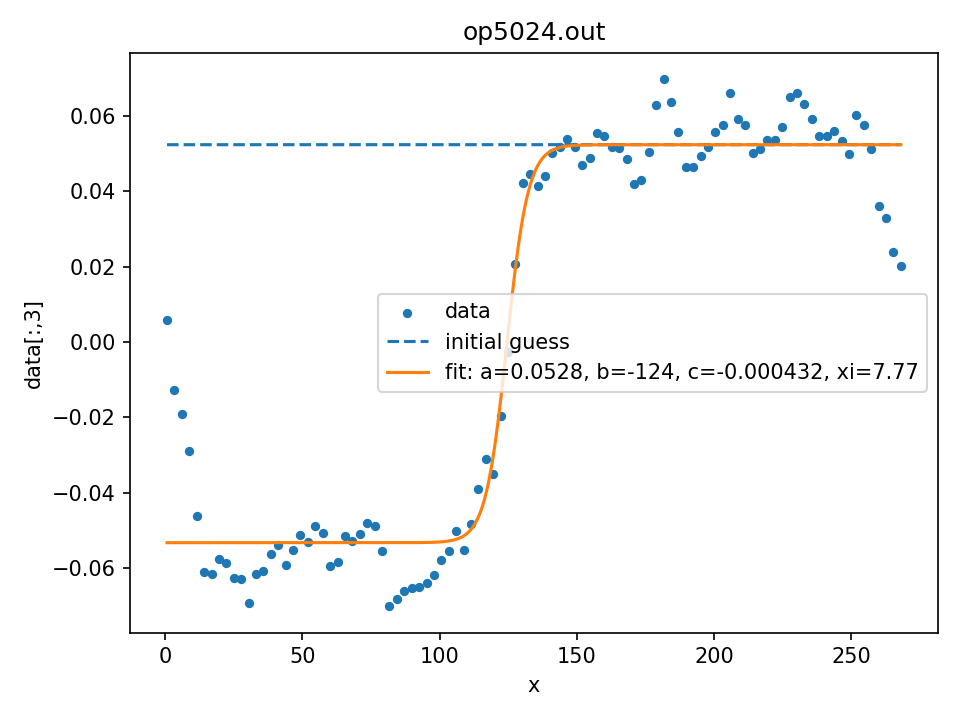 op5024.out
data[:,3]
0.06
0.04
0.02
0.00
−0.02
−0.04
−0.06
data
initial guess
fit: a=0.0528, b=-124, c=-0.000432, xi=7.77
0 50 100 150 200 250
x